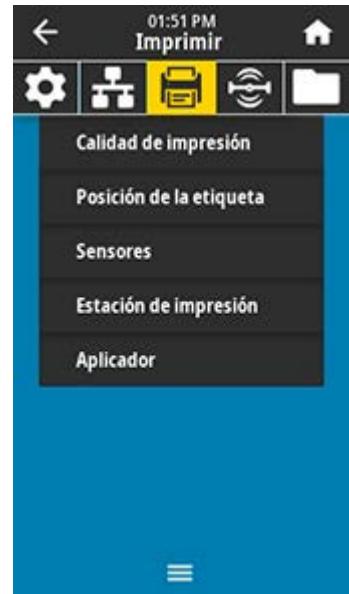 01:51 PM
Imprimir
Calidad de impresión
Posición de la etiqueta
Sensores
Estación de impresión
Aplicador